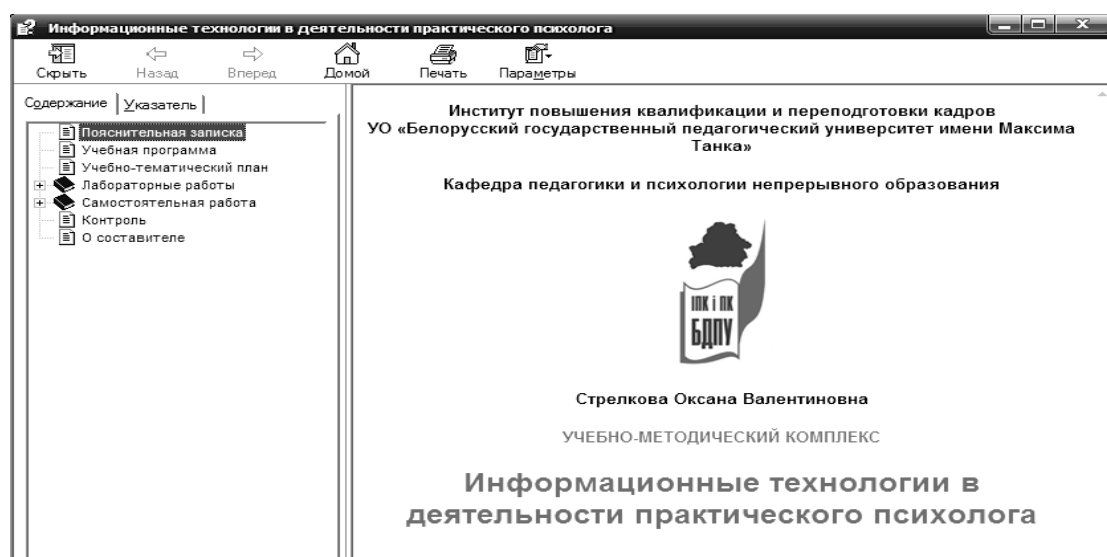 Информационные технологии в деятельности практического психолога
Скрыть Назад Вперед Домой Печать Параметры
Содержание Указатель
Пояснительная записка
Учебная программа
Учебно-тематический план
Лабораторные работы
Самостоятельная работа
Контроль
О составителе
Институт повышения квалификации и переподготовки кадров
УО «Белорусский государственный педагогический университет имени Максима
Танка»
Кафедра педагогики и психологии непрерывного образования
ІПК і ПК
БДПУ
Стрелкова Оксана Валентиновна
УЧЕБНО-МЕТОДИЧЕСКИЙ КОМПЛЕКС
Информационные технологии в
деятельности практического психолога